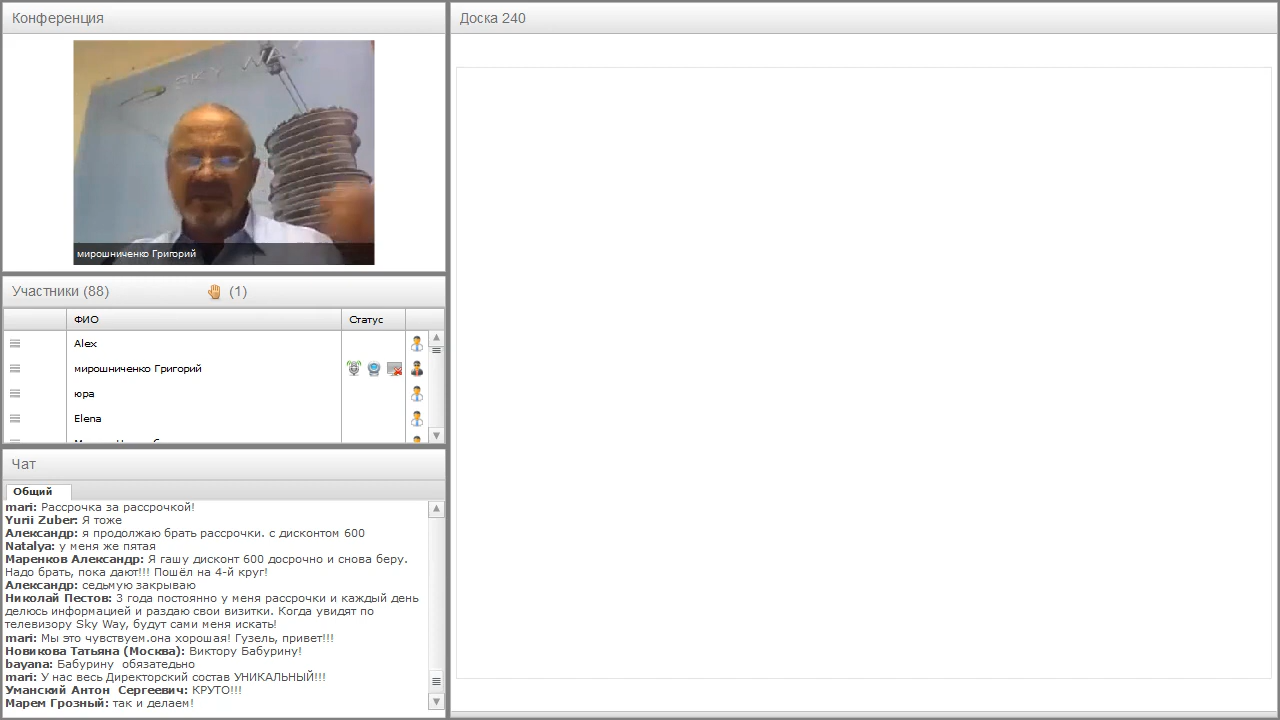 Конференция
SKY WAY
мирошниченко Григорий
Участники (88)
(1)
ФИО
Статус
Alex
мирошниченко Григорий
юра
Elena
Чат
Общий
mari: Рассрочка за рассрочкой!
Yurii Zuber: Я тоже
Александр: я продолжаю брать рассрочки. с дисконтом 600
Natalya: у меня же пятая
Маренков Александр: Я гашу дисконт 600 досрочно и снова беру.
Надо брать, пока дают!!! Пошёл на 4-й круг!
Александр: седьмую закрываю
Николай Пестов: 3 года постоянно у меня рассрочки и каждый день
делюсь информацией и раздаю свои визитки. Когда увидят по
телевизору Sky Way, будут сами меня искать!
mari: Мы это чувствуем.она хорошая! Гузель, привет!!!
Новикова Татьяна (Москва): Виктору Бабурину!
bayana: Бабурину обязатедьно
mari: У нас весь Директорский состав УНИКАЛЬНЫЙ!!!
Уманский Антон Сергеевич: КРУТО!!!
Марем Грозный: так и делаем!
Доска 240